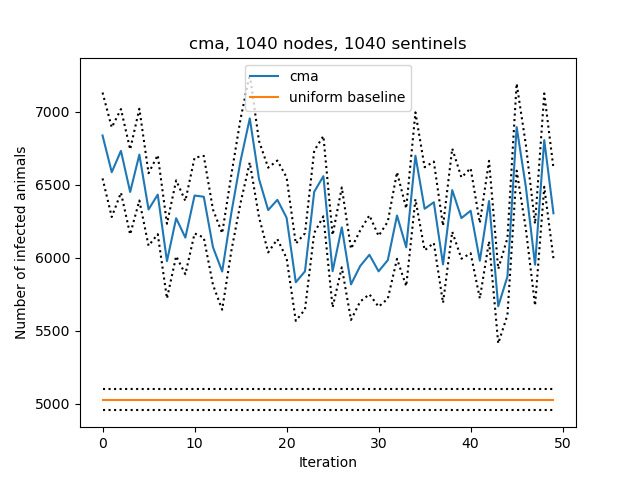 cma, 1040 nodes, 1040 sentinels
cma
uniform baseline
Number of infected animals
7000
6500
6000
5500
5000
0
10
20
30
40
50
Iteration